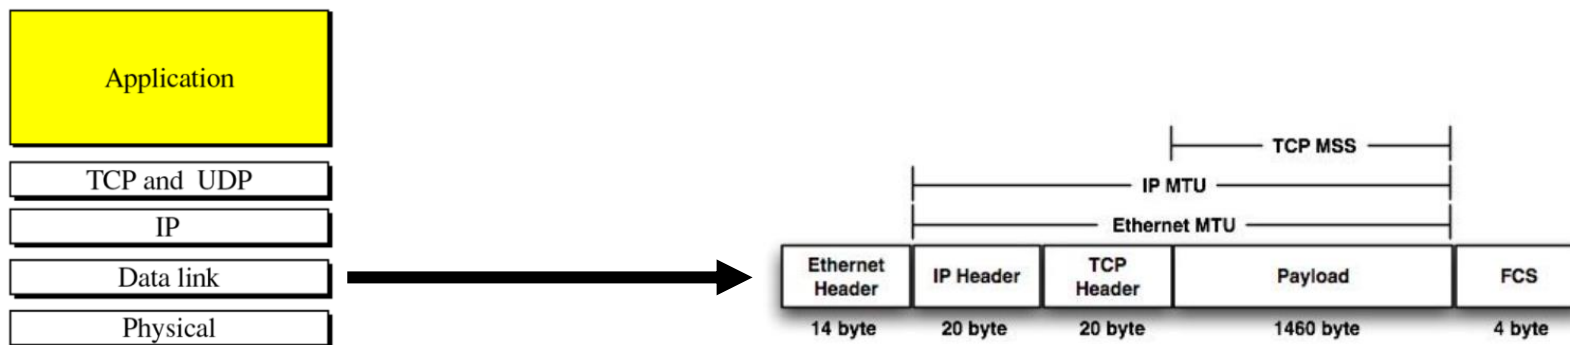 Application
TCP and UDP
IP
Data link
Physical
TCP MSS
IP MTU
Ethernet MTU
Ethernet
Header
IP Header
TCP
Header
Payload
FCS
14 byte
20 byte
20 byte
1460 byte
4 byte